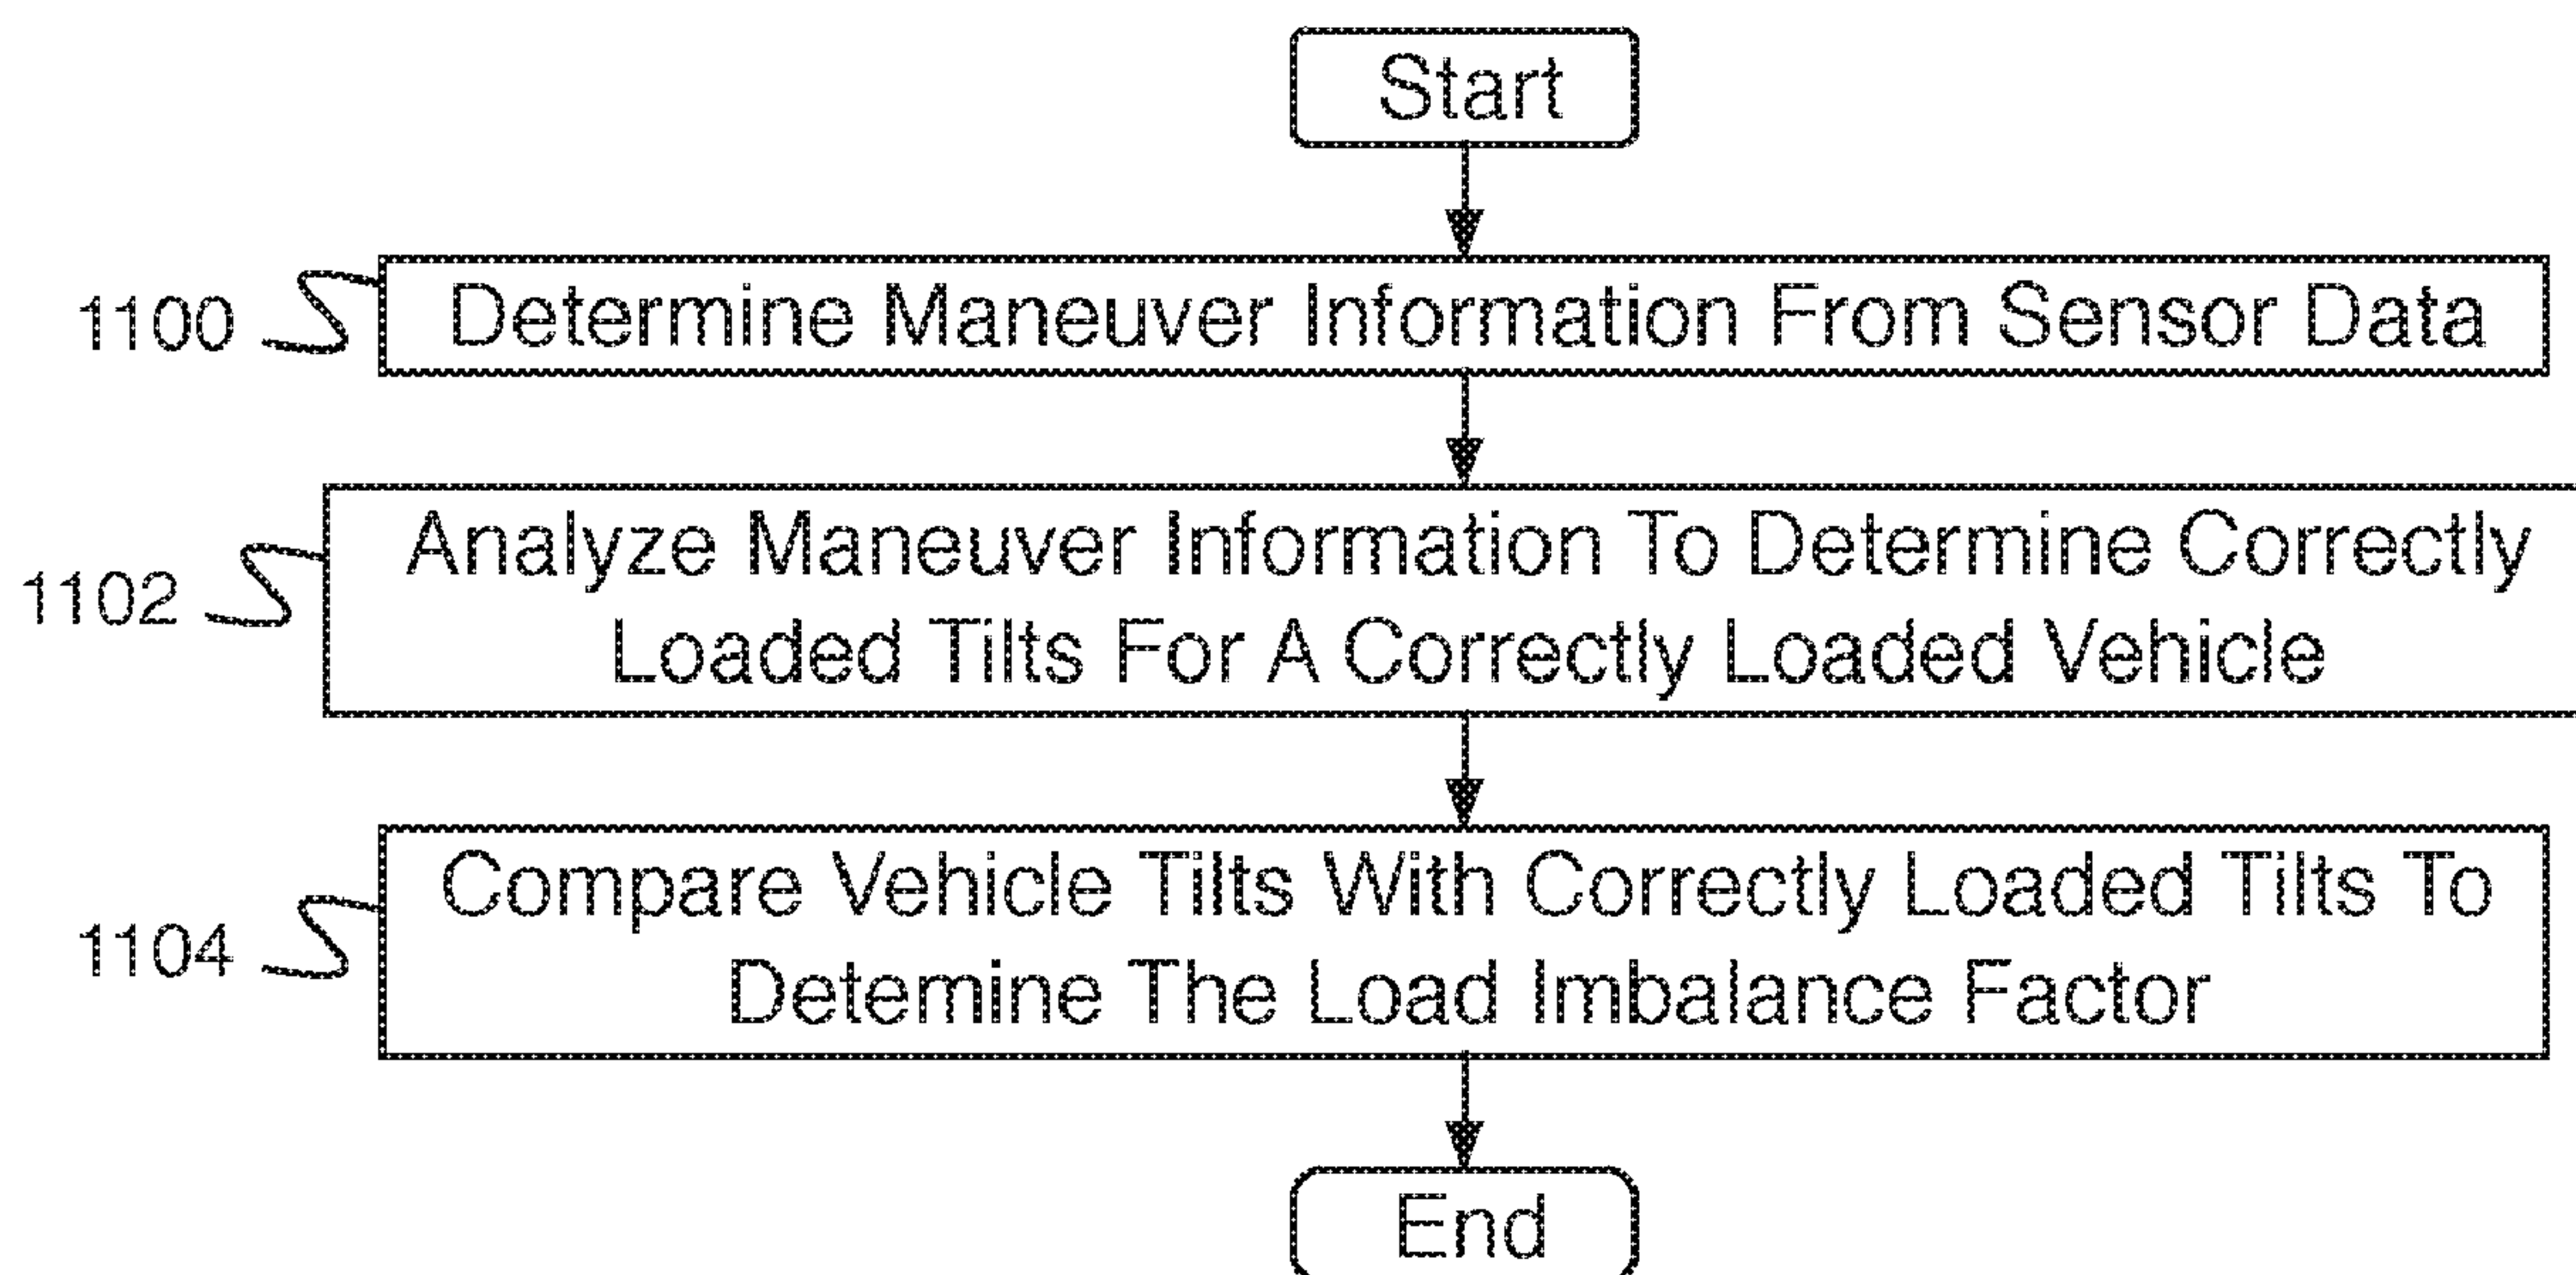 Start
1100
Determine Maneuver Information From Sensor Data
1102
Analyze Maneuver Information To Determine Correctly
Loaded Tilts For A Correctly Loaded Vehicle
1104
Compare Vehicle Tilts With Correctly Loaded Tilts To
Detemine The Load Imbalance Factor
End